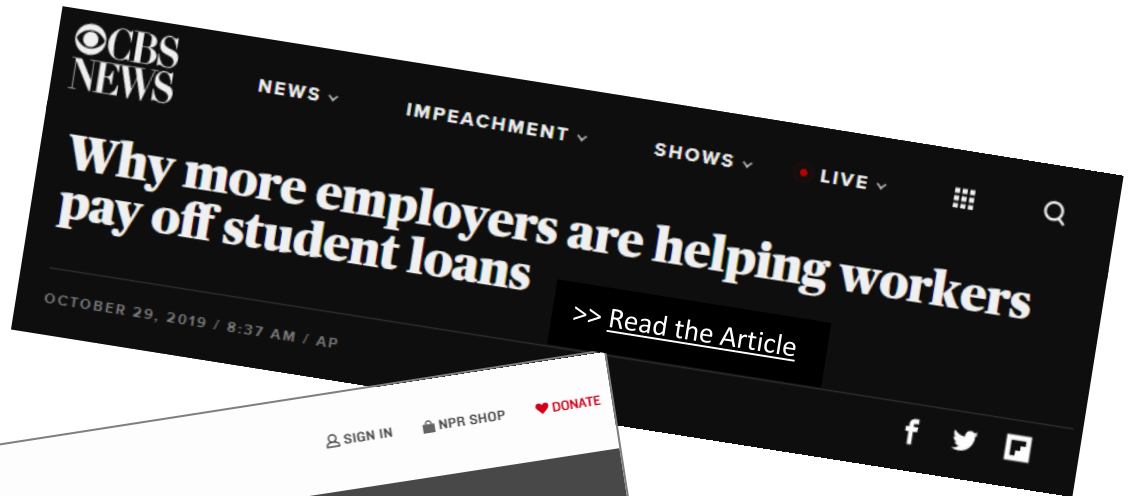 CBS
NEWS
NEWS
IMPEACHMENT
SHOWS
LIVE
Why more employers are helping workers
pay off student loans
OCTOBER 29, 2019 / 8:37 AM / AP
>> Read the Article
SIGN IN
NPR SHOP
DONATE